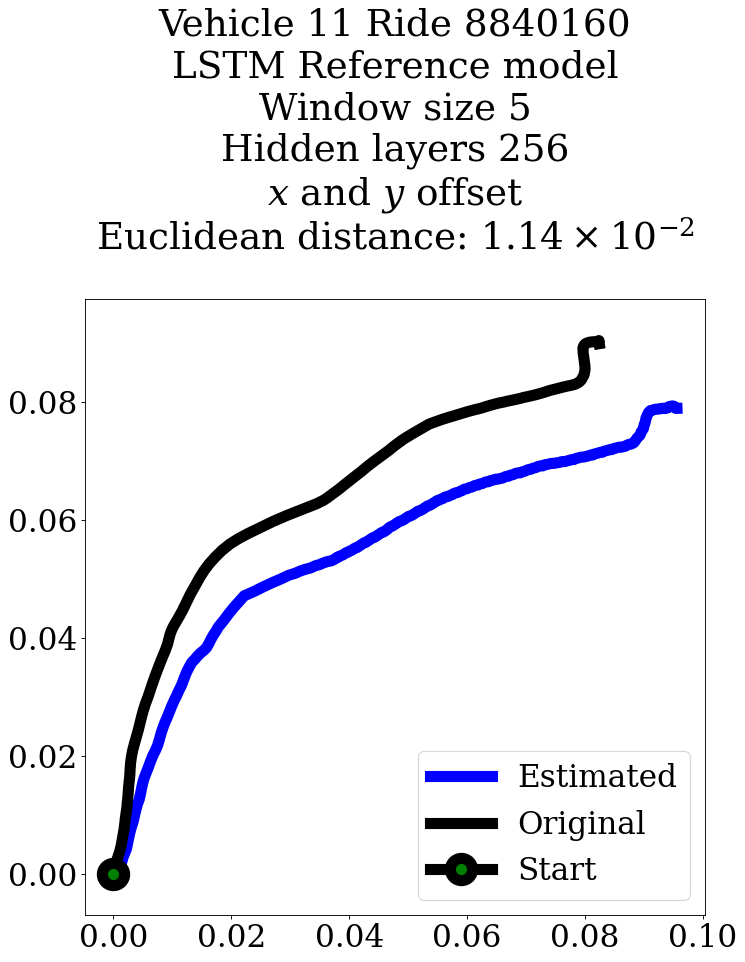 Vehicle 11 Ride 8840160
LSTM Reference model
Window size 5
Hidden layers 256
x and y offset
Euclidean distance: 1.14 × 10⁻²
0.08
0.06
0.04
0.02
0.00
Estimated
Original
Start
0.00 0.02 0.04 0.06 0.08 0.10